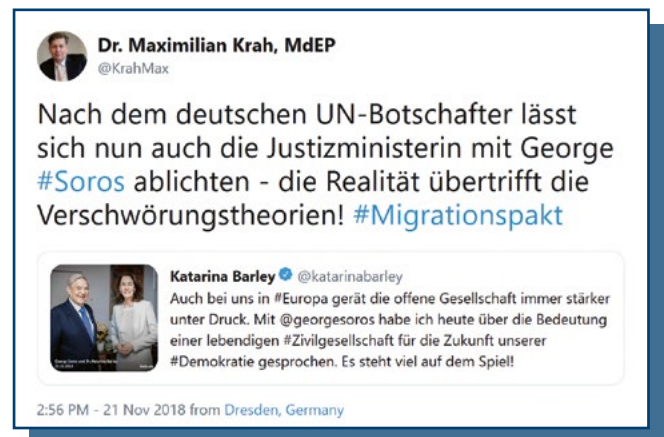 Dr. Maximilian Krah, MdEP
@KrahMax
Nach dem deutschen UN-Botschafter lässt
sich nun auch die Justizministerin mit George
#Soros ablichten - die Realität übertrifft die
Verschwörungstheorien! #Migrationspakt
Katarina Barley @katarinabarley
Auch bei uns in #Europa gerät die offene Gesellschaft immer stärker
unter Druck. Mit @georgesoros habe ich heute über die Bedeutung
einer lebendigen #Zivilgesellschaft für die Zukunft unserer
#Demokratie gesprochen. Es steht viel auf dem Spiel!
2:56 PM - 21 Nov 2018 from Dresden, Germany